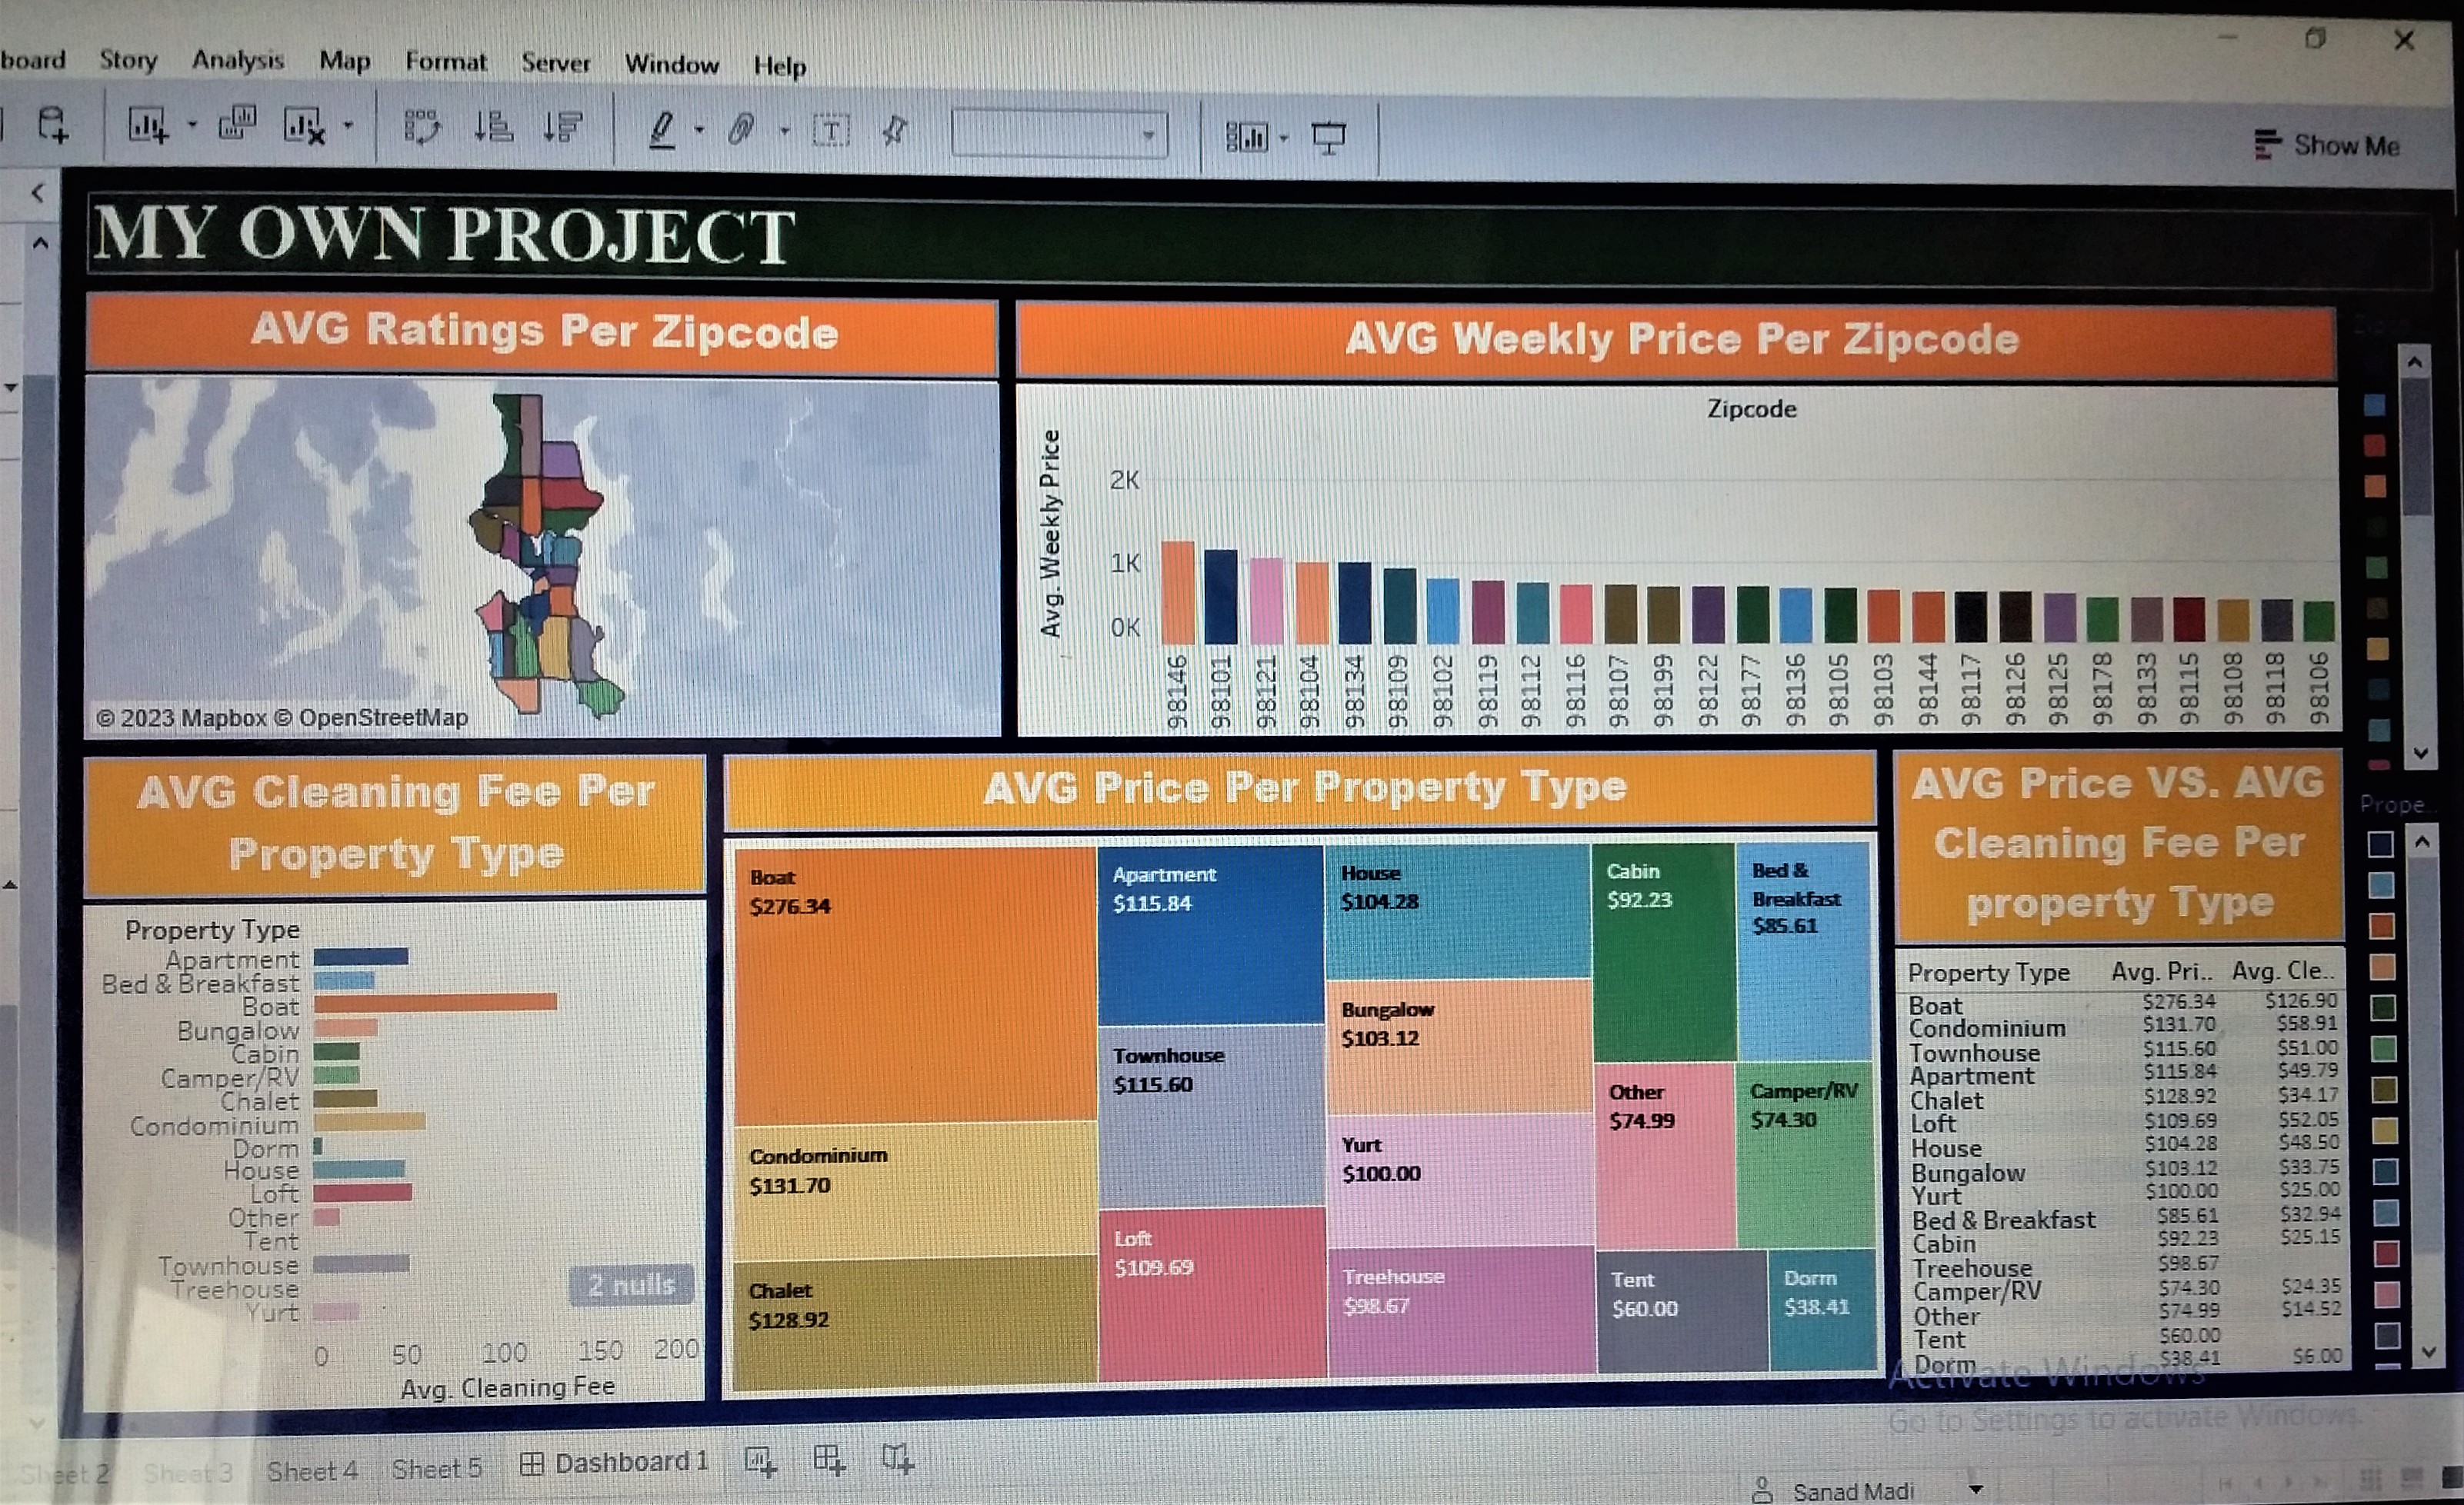 board Story Analysis Map Format Server Window Help
Show Me
MY OWN PROJECT
AVG Ratings Per Zipcode
© 2023 Mapbox © OpenStreetMap
AVG Weekly Price Per Zipcode
Zipcode
Avg. Weekly Price
2K
1K
0K
98146 98101 98121 98104 98134 98109 98102 98119 98112 98116 98107 98199 98122 98177 98136 98105 98103 98144 98117 98126 98125 98178 98133 98115 98108 98118 98106
AVG Cleaning Fee Per
Property Type
Property Type
Apartment
Bed & Breakfast
Boat
Bungalow
Cabin
Camper/RV
Chalet
Condominium
Dorm
House
Loft
Other
Tent
Townhouse
Treehouse
Yurt
2 nulls
0 50 100 150 200
Avg. Cleaning Fee
AVG Price Per Property Type
Boat
$276.34
Condominium
$131.70
Chalet
$128.92
Apartment
$115.84
Townhouse
$115.60
Loft
$109.69
House
$104.28
Bungalow
$103.12
Yurt
$100.00
Treehouse
$98.67
Cabin
$92.23
Bed &
Breakfast
$85.61
Other
$74.99
Camper/RV
$74.30
Tent
$60.00
Dorm
$38.41
AVG Price VS. AVG
Cleaning Fee Per
property Type
Property Type Avg. Pri.. Avg. Cle..
Boat $276.34 $126.90
Condominium $131.70 $58.91
Townhouse $115.60 $51.00
Apartment $115.84 $49.79
Chalet $128.92 $34.17
Loft $109.69 $52.05
House $104.28 $48.50
Bungalow $103.12 $33.75
Yurt $100.00 $25.00
Bed & Breakfast $85.61 $32.94
Cabin $92.23 $25.15
Treehouse $98.67
Camper/RV $74.30 $24.35
Other $74.99 $14.52
Tent $60.00
Dorm $38.41 $6.00
Prope..
Activate Windows
Go to Settings to activate Windows.
Sheet 2 Sheet 3 Sheet 4 Sheet 5 Dashboard 1
Sanad Madi